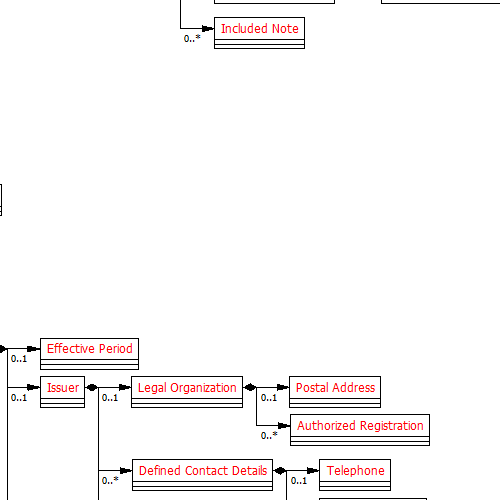 Included Note
0..*
Effective Period
0..1
Issuer
0..1
Legal Organization
0..1
Postal Address
0..1
Authorized Registration
0..*
Defined Contact Details
0..*
Telephone
0..1